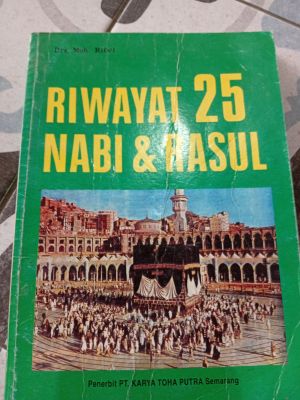 Drs. Moh. Rifai
RIWAYAT 25
NABI & RASUL
Penerbit PT. KARYA TOHA PUTRA Semarang